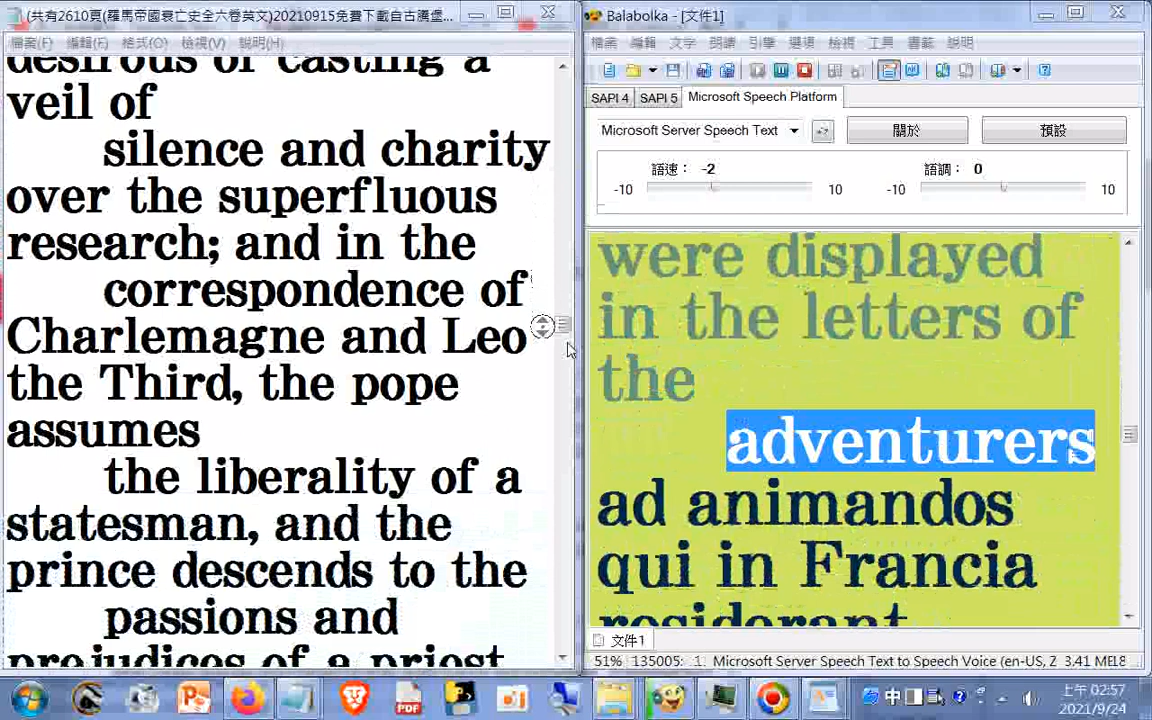 (共有2610頁(羅馬帝國衰亡史全六卷英文)20210915免費下載自古騰堡...
檔案(F) 編輯(E) 格式(O) 檢視(V) 說明(H)
desirous of casting a
veil of
silence and charity
over the superfluous
research; and in the
correspondence of
Charlemagne and Leo
the Third, the pope
assumes
the liberality of a
statesman, and the
prince descends to the
passions and
prejudices of a priest
Balabolka - [文件1]
檔案 編輯 文字 朗讀 引擎 選項 檢視 工具 書籤 說明
SAPI 4 SAPI 5 Microsoft Speech Platform
Microsoft Server Speech Text 關於 預設
語速： -2 語調： 0
-10 10 -10 10
were displayed
in the letters of
the
adventurers
ad animandos
qui in Francia
residerant
文件1
51% 135005: 1. Microsoft Server Speech Text to Speech Voice (en-US, Z 3.41 МЕ18
中
上午 02:57
2021/9/24